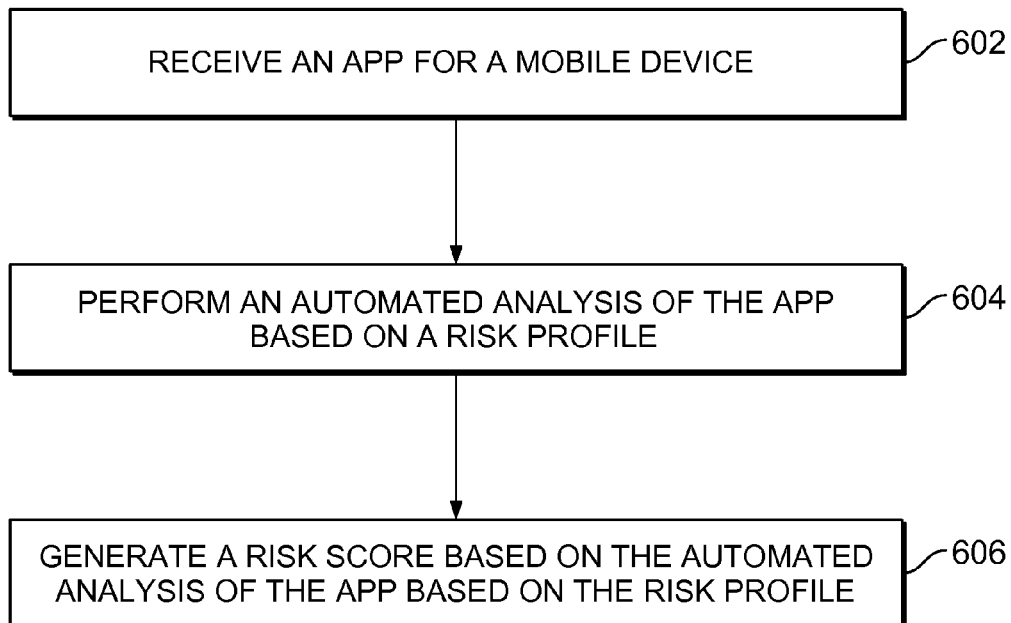 RECEIVE AN APP FOR A MOBILE DEVICE
602
PERFORM AN AUTOMATED ANALYSIS OF THE APP
BASED ON A RISK PROFILE
604
GENERATE A RISK SCORE BASED ON THE AUTOMATED
ANALYSIS OF THE APP BASED ON THE RISK PROFILE
606